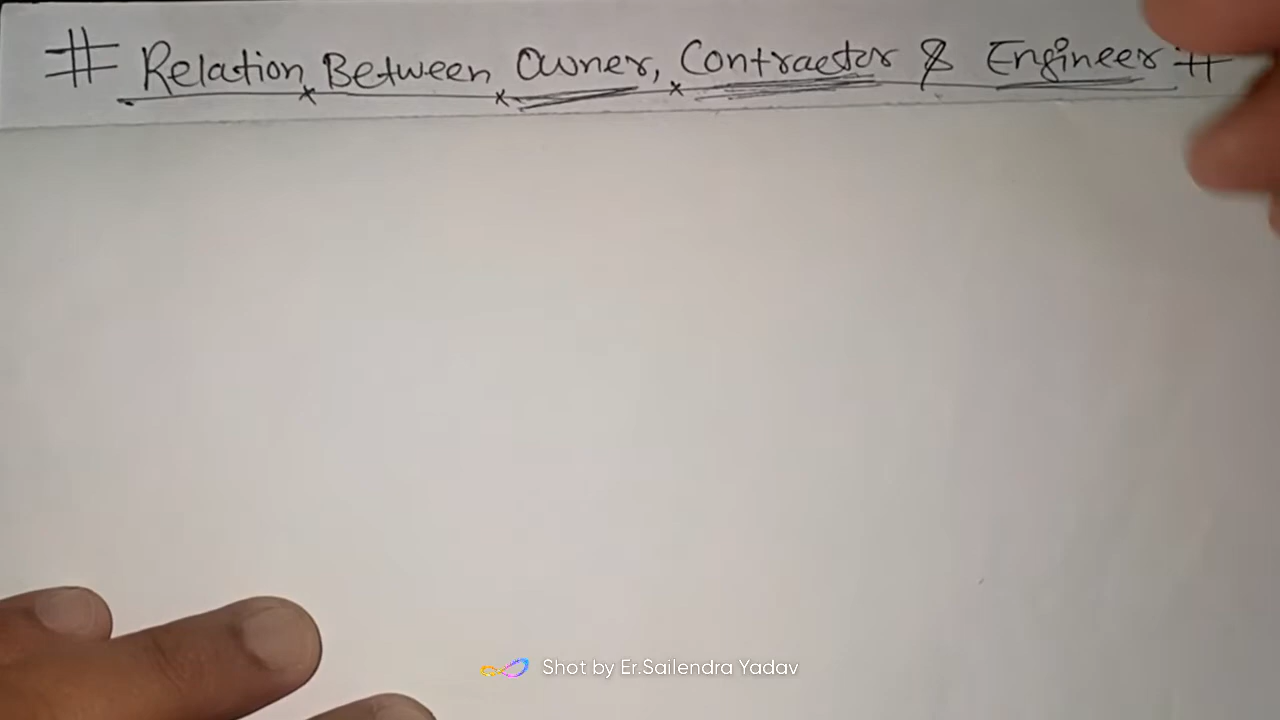 # Relation Between Owner, Contractor & Engineer #
Shot by Er.Sailendra Yadav